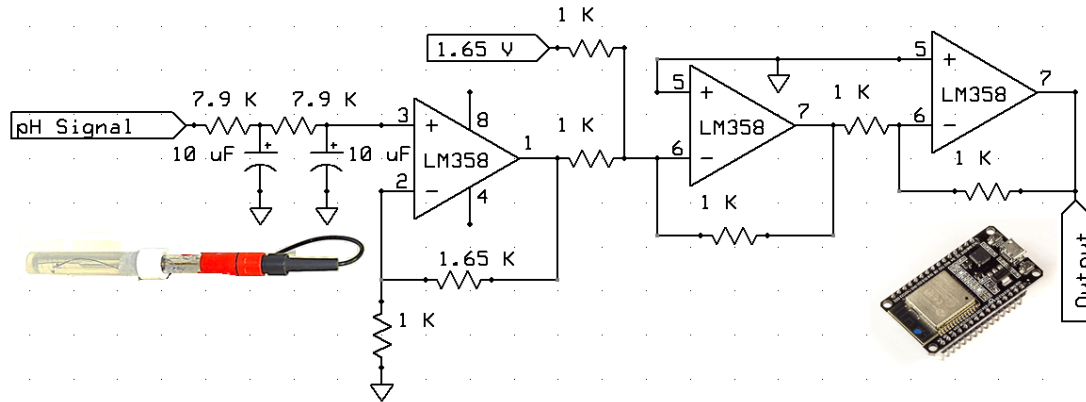 1 K
1.65 V
5
7
LM358
6
1 K
5
7
LM358
6
1 K
1 K
7.9 K
7.9 K
pH Signal
10 uF
10 uF
3
8
LM358
1
2
4
1 K
1 K
1.65 K
1 K
Output